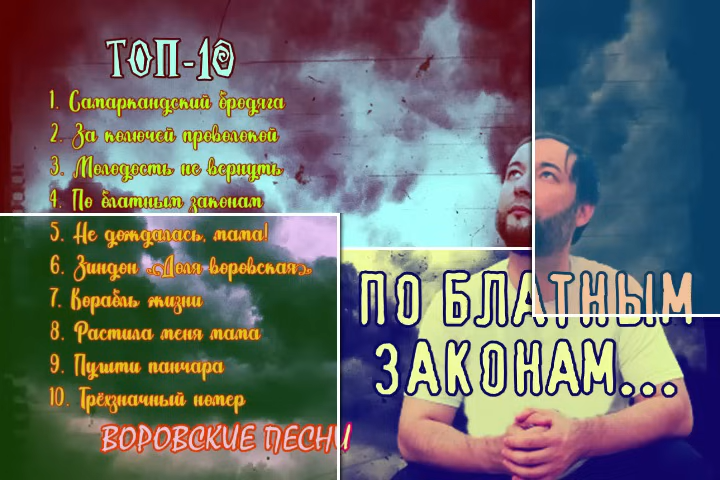 ТОП-10
1. Самаркандский бродяга
2. За колючей проволокой
3. Молодость не вернуть
4. По блатным законам
5. Не дождалась, мама!
6. Зиндон «Доля воровская»
7. Корабль жизни
8. Растила меня мама
9. Пушти панчара
10. Трёхзначный номер
ВОРОВСКИЕ ПЕСНИ
ПО БЛАТНЫМ
ЗАКОНАМ...